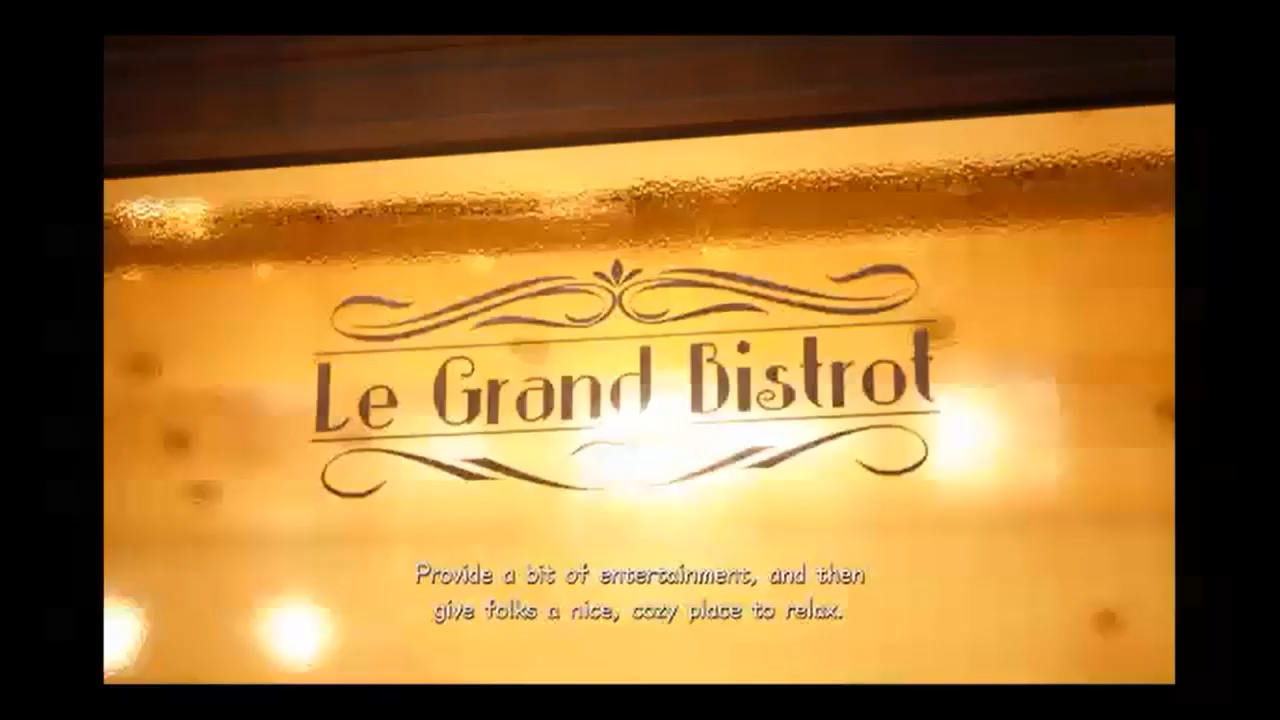 Le Grand Bistrot
Provide a bit of entertainment, and then
give folks a nice, cozy place to relax.